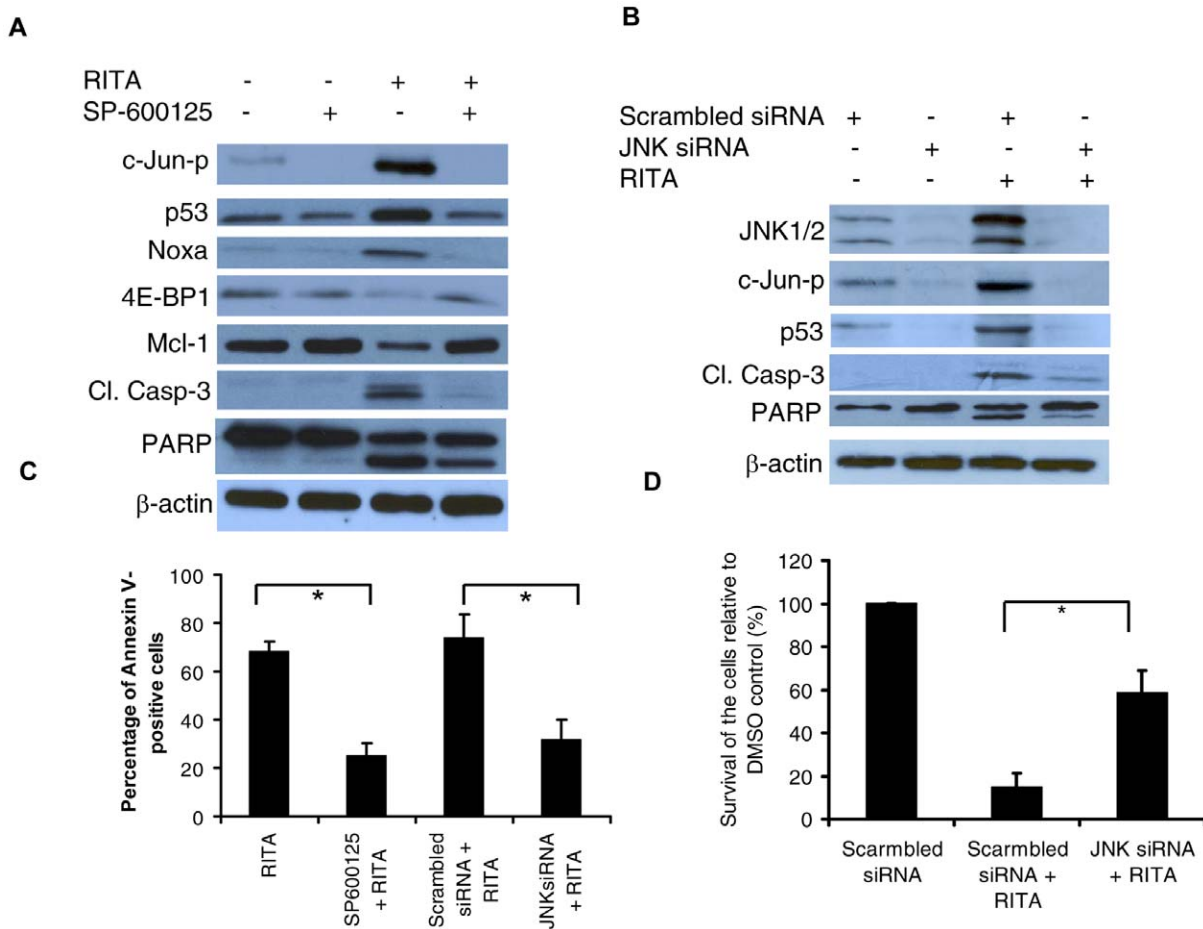 A
RITA - - + +
SP-600125 - + - +
c-Jun-p
p53
Noxa
4E-BP1
Mcl-1
Cl. Casp-3
PARP
β-actin
B
Scrambled siRNA + - + -
JNK siRNA - + - +
RITA - - + +
JNK1/2
c-Jun-p
p53
Cl. Casp-3
PARP
β-actin
C
Percentage of Annexin V-
positive cells
100
80
60
40
20
0
*
*
RITA
SP600125
+ RITA
Scrambled
siRNA +
RITA
JNKsiRNA
+ RITA
D
Survival of the cells relative to
DMSO control (%)
120
100
80
60
40
20
0
*
Scarmbled
siRNA
Scarmbled
siRNA +
RITA
JNK siRNA
+ RITA